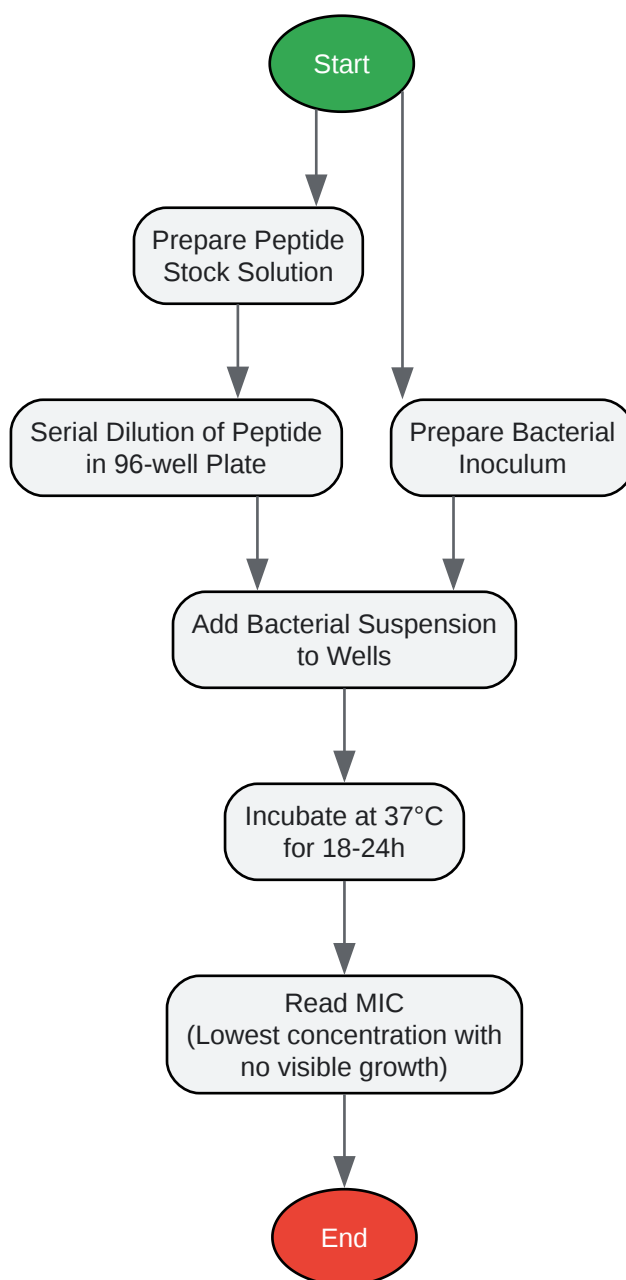 Start
Prepare Peptide
Stock Solution
Serial Dilution of Peptide
in 96-well Plate
Prepare Bacterial
Inoculum
Add Bacterial Suspension
to Wells
Incubate at 37°C
for 18-24h
Read MIC
(Lowest concentration with
no visible growth)
End